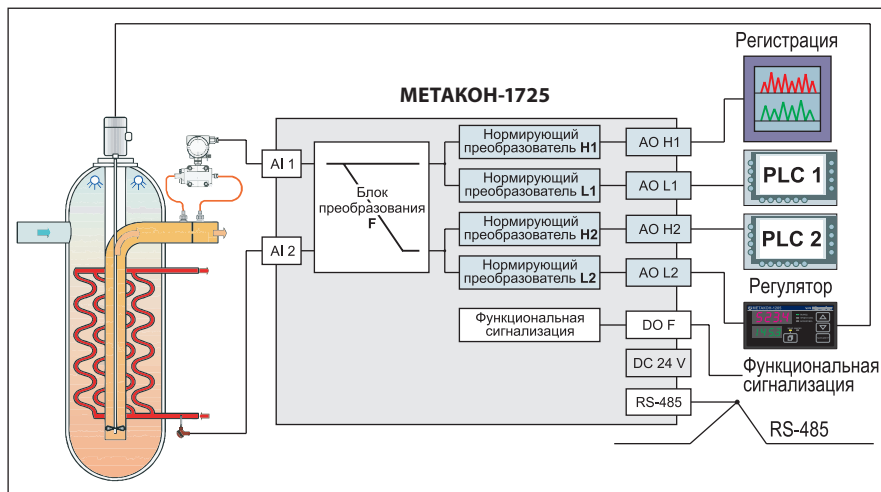 Регистрация
МЕТАКОН-1725
AI 1
AI 2
Блок
преобразования
F
Нормирующий
преобразователь H1
AO H1
Нормирующий
преобразователь L1
AO L1
PLC 1
Нормирующий
преобразователь H2
AO H2
PLC 2
Нормирующий
преобразователь L2
AO L2
Регулятор
МЕТАКОН-1205
Функциональная
сигнализация
DO F
DC 24 V
Функциональная
сигнализация
RS-485
RS-485